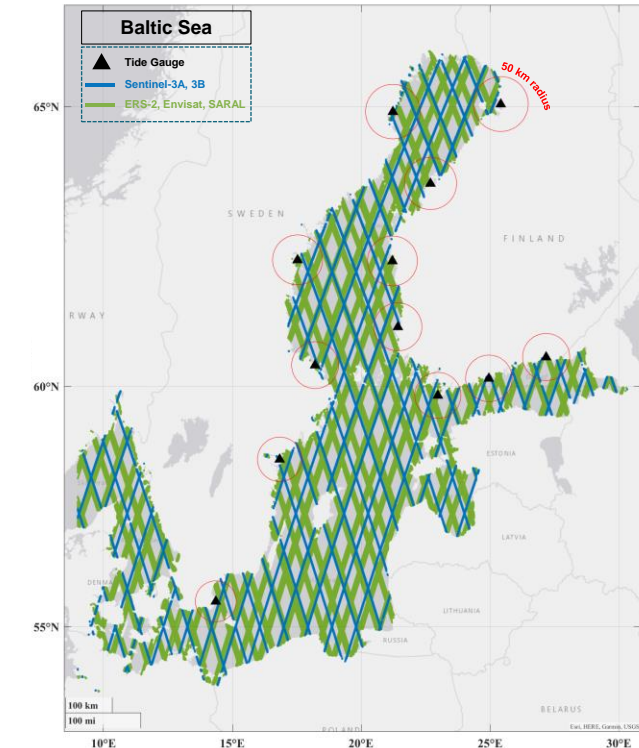 Baltic Sea
Tide Gauge
Sentinel-3A, 3B
ERS-2, Envisat, SARAL
50 km radius
65°N
SWEDEN
FINLAND
RWAY
60°N
ESTONIA
LATVIA
DENMA
LITHUANIA
55°N
RUSSIA
100 km
100 mi
BELARUS
POLAND
Esri, HERE, Garmin, USGS
10°E
15°E
20°E
25°E
30°E